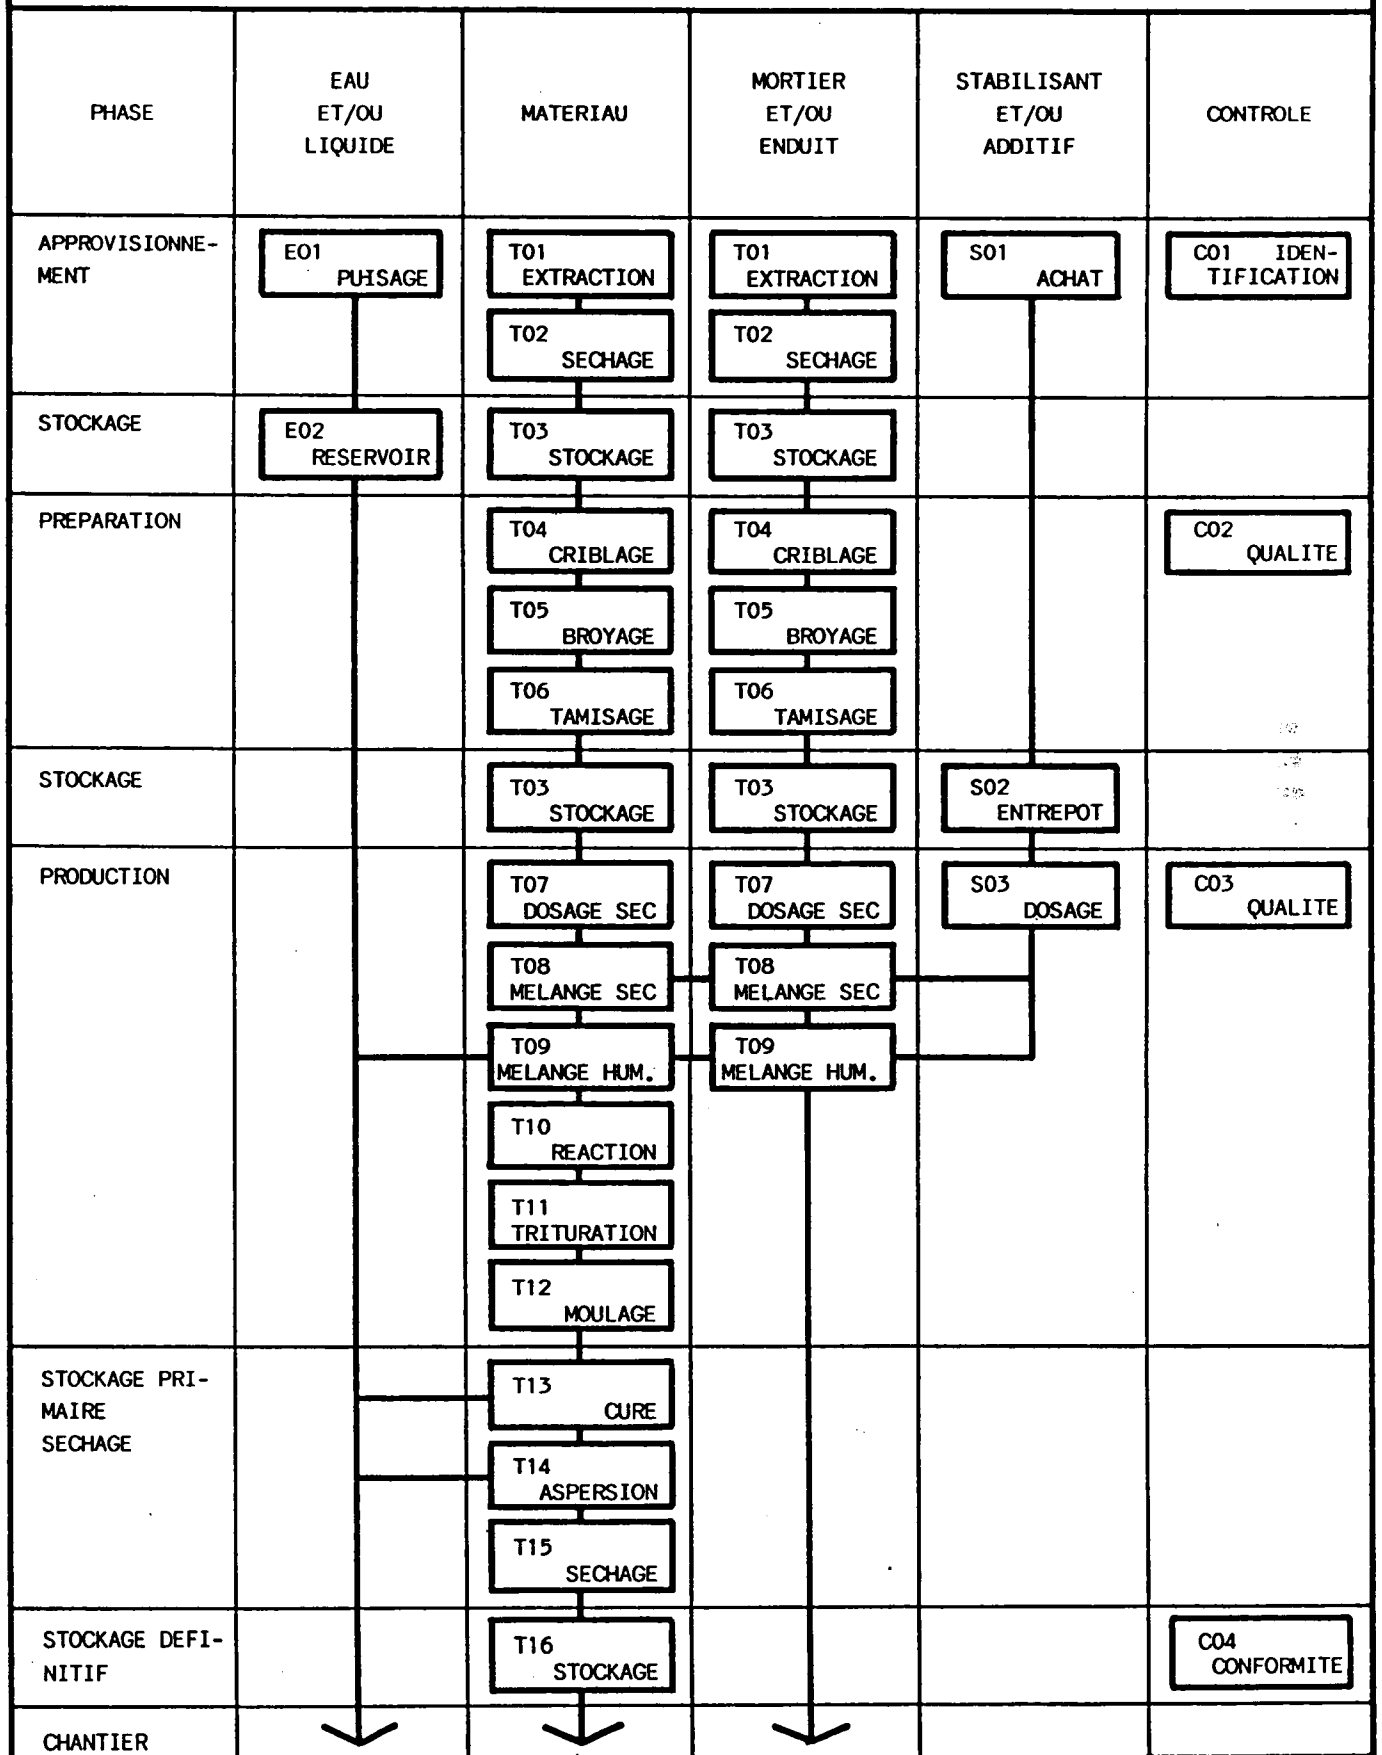 PHASE
EAU
ET/OU
LIQUIDE
MATERIAU
MORTIER
ET/OU
ENDUIT
STABILISANT
ET/OU
ADDITIF
CONTROLE
APPROVISIONNE-
MENT
E01
PUISAGE
T01
EXTRACTION
T01
EXTRACTION
S01
ACHAT
C01 IDEN-
TIFICATION
T02
SECHAGE
T02
SECHAGE
STOCKAGE
E02
RESERVOIR
T03
STOCKAGE
T03
STOCKAGE
PREPARATION
T04
CRIBLAGE
T04
CRIBLAGE
C02
QUALITE
T05
BROYAGE
T05
BROYAGE
T06
TAMISAGE
T06
TAMISAGE
STOCKAGE
T03
STOCKAGE
T03
STOCKAGE
S02
ENTREPOT
PRODUCTION
T07
DOSAGE SEC
T07
DOSAGE SEC
S03
DOSAGE
C03
QUALITE
T08
MELANGE SEC
T08
MELANGE SEC
T09
MELANGE HUM.
T09
MELANGE HUM.
T10
REACTION
T11
TRITURATION
T12
MOULAGE
STOCKAGE PRI-
MAIRE
SECHAGE
T13
CURE
T14
ASPERSION
T15
SECHAGE
STOCKAGE DEFI-
NITIF
T16
STOCKAGE
C04
CONFORMITE
CHANTIER